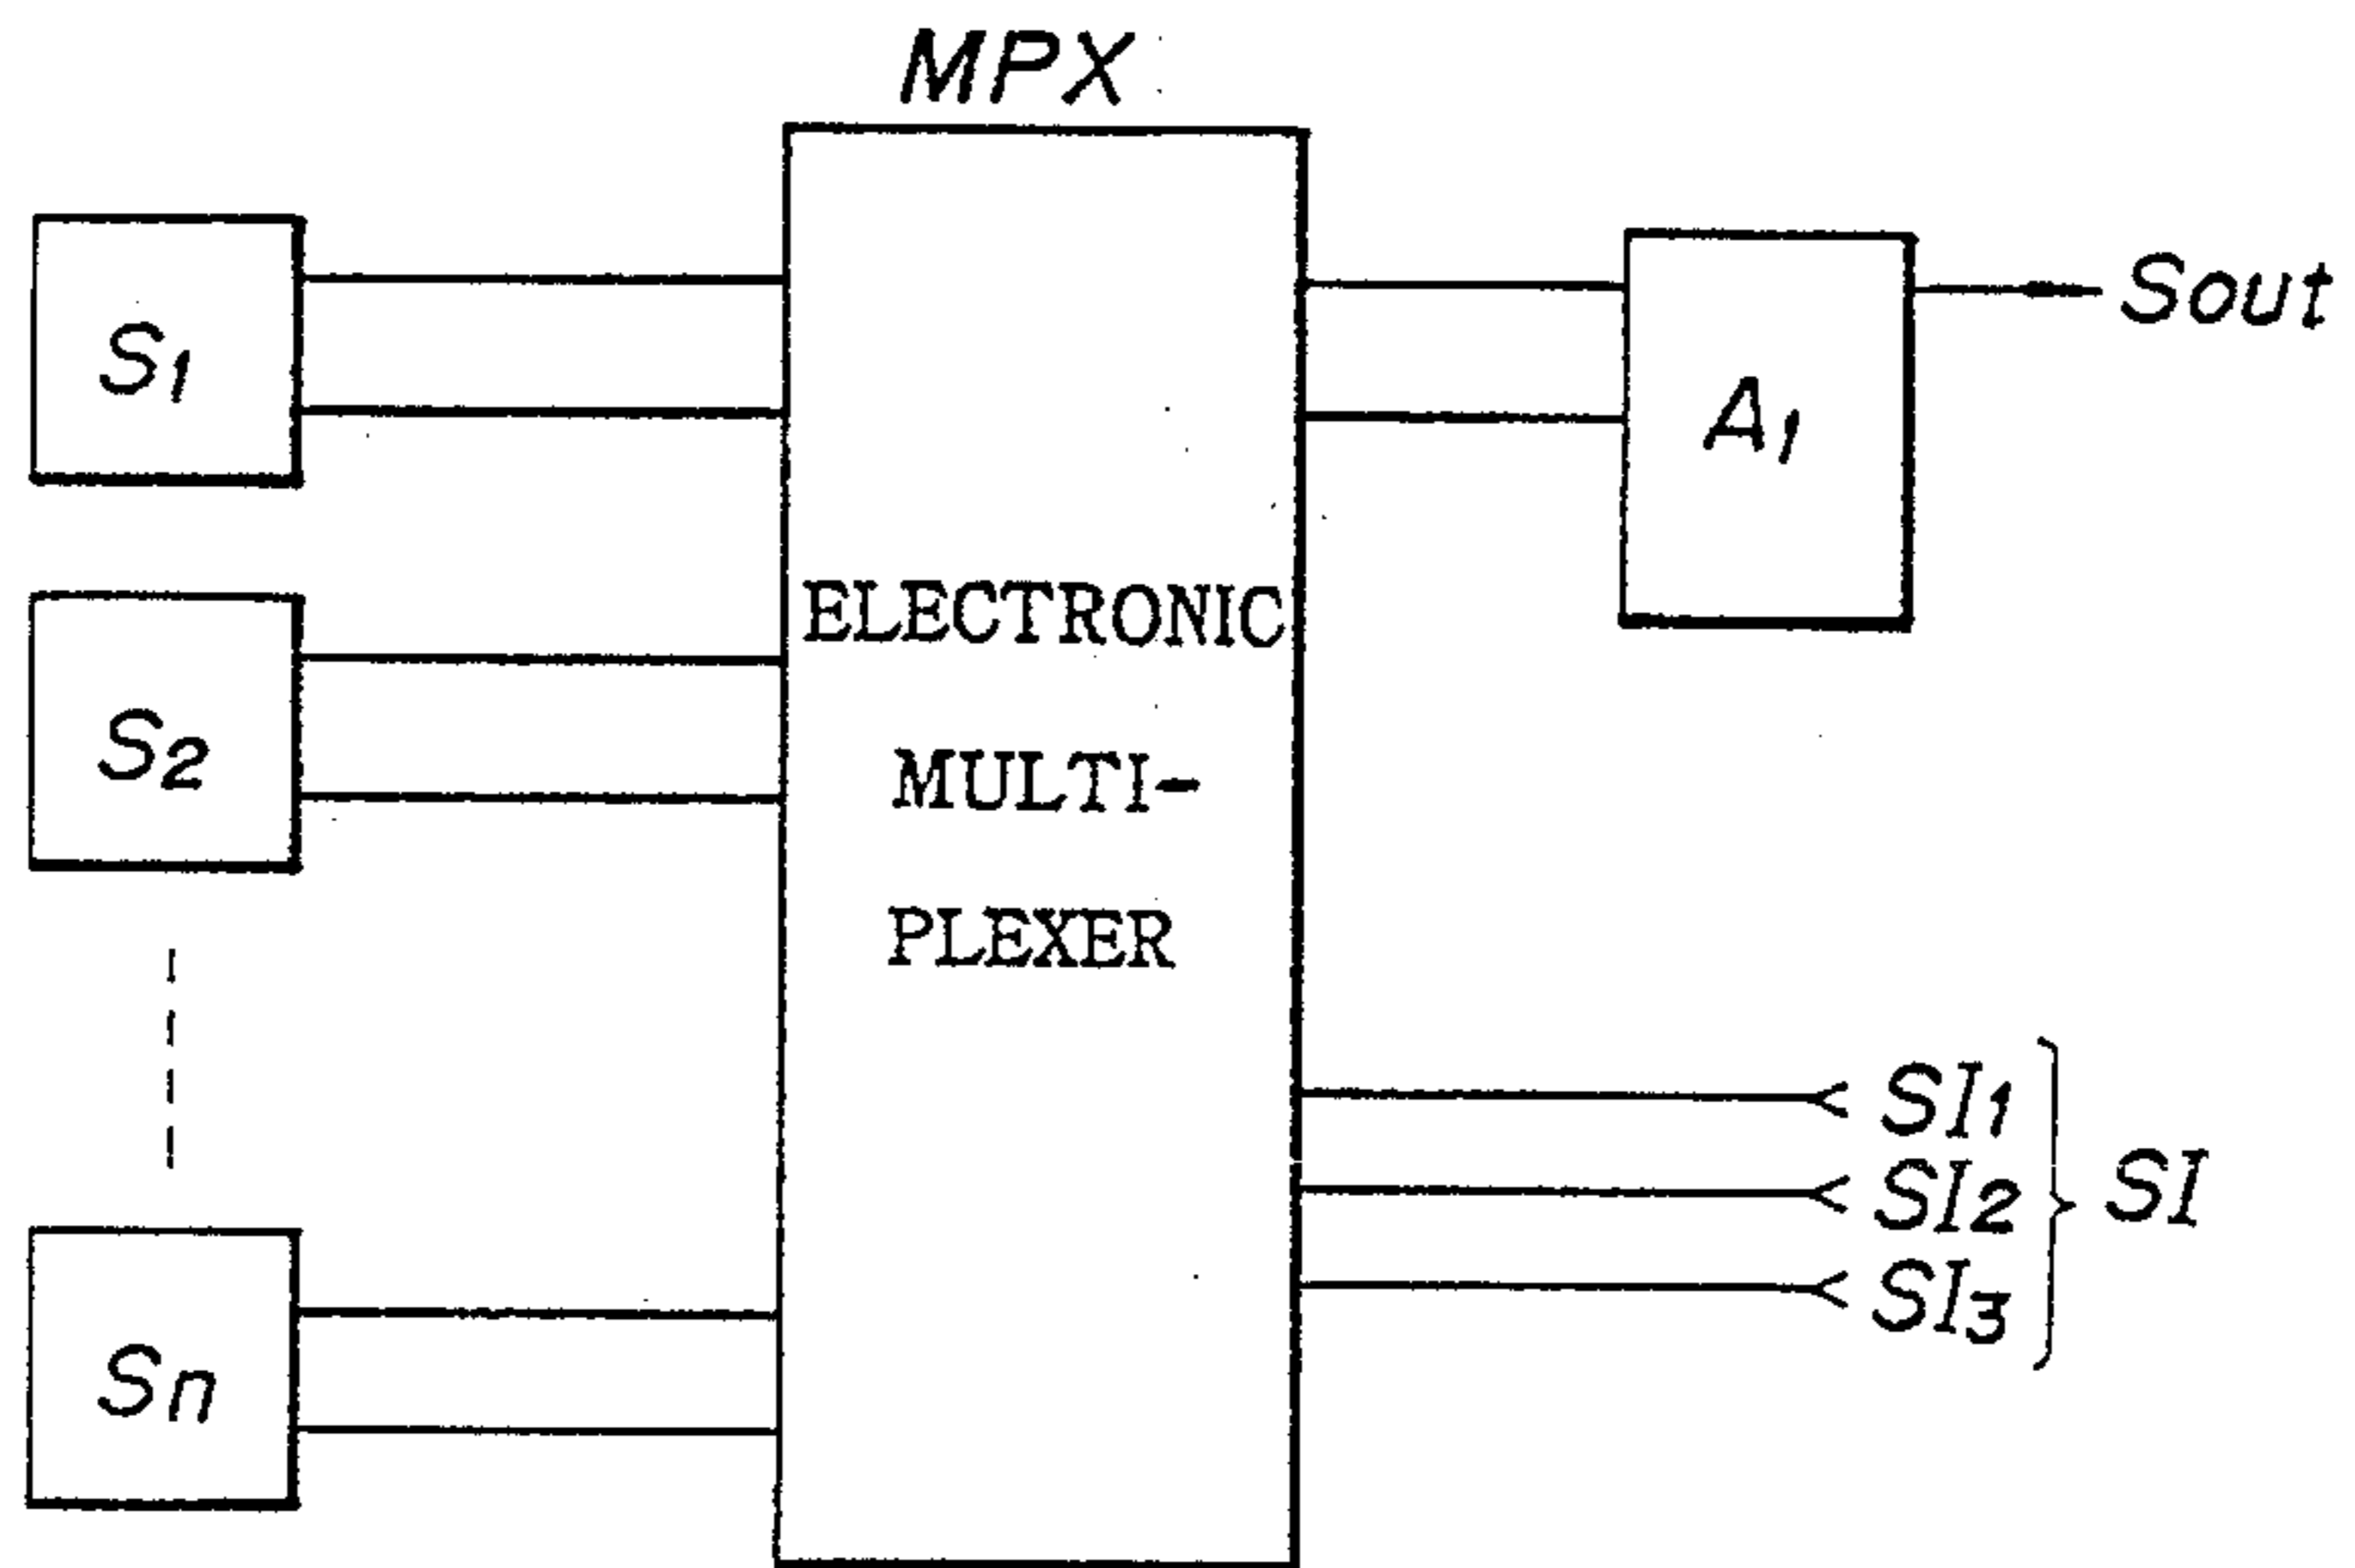 MPX
S1
S2
Sn
ELECTRONIC
MULTI-
PLEXER
A1
Sout
SI1
SI2
SI3
SI